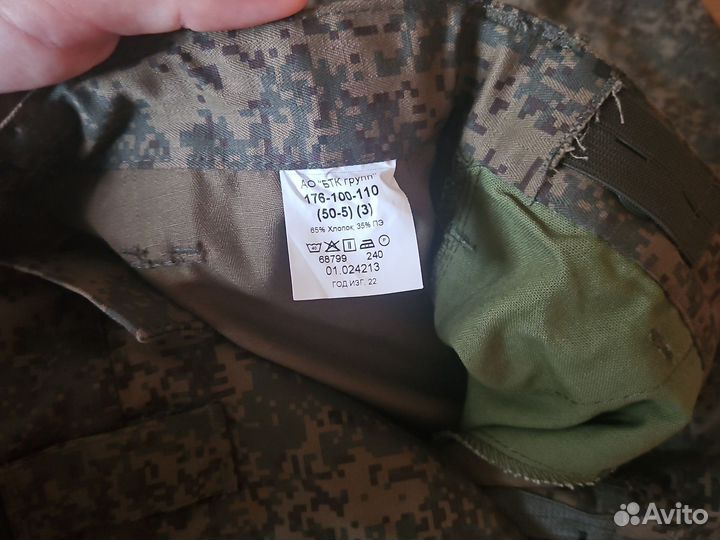 АО "БТК групп"
176-100-110
(50-5) (3)
65% Хлопок 35% ПЭ
40 P
68799 240
01.024213
ГОД ИЗГ. 22
Avito